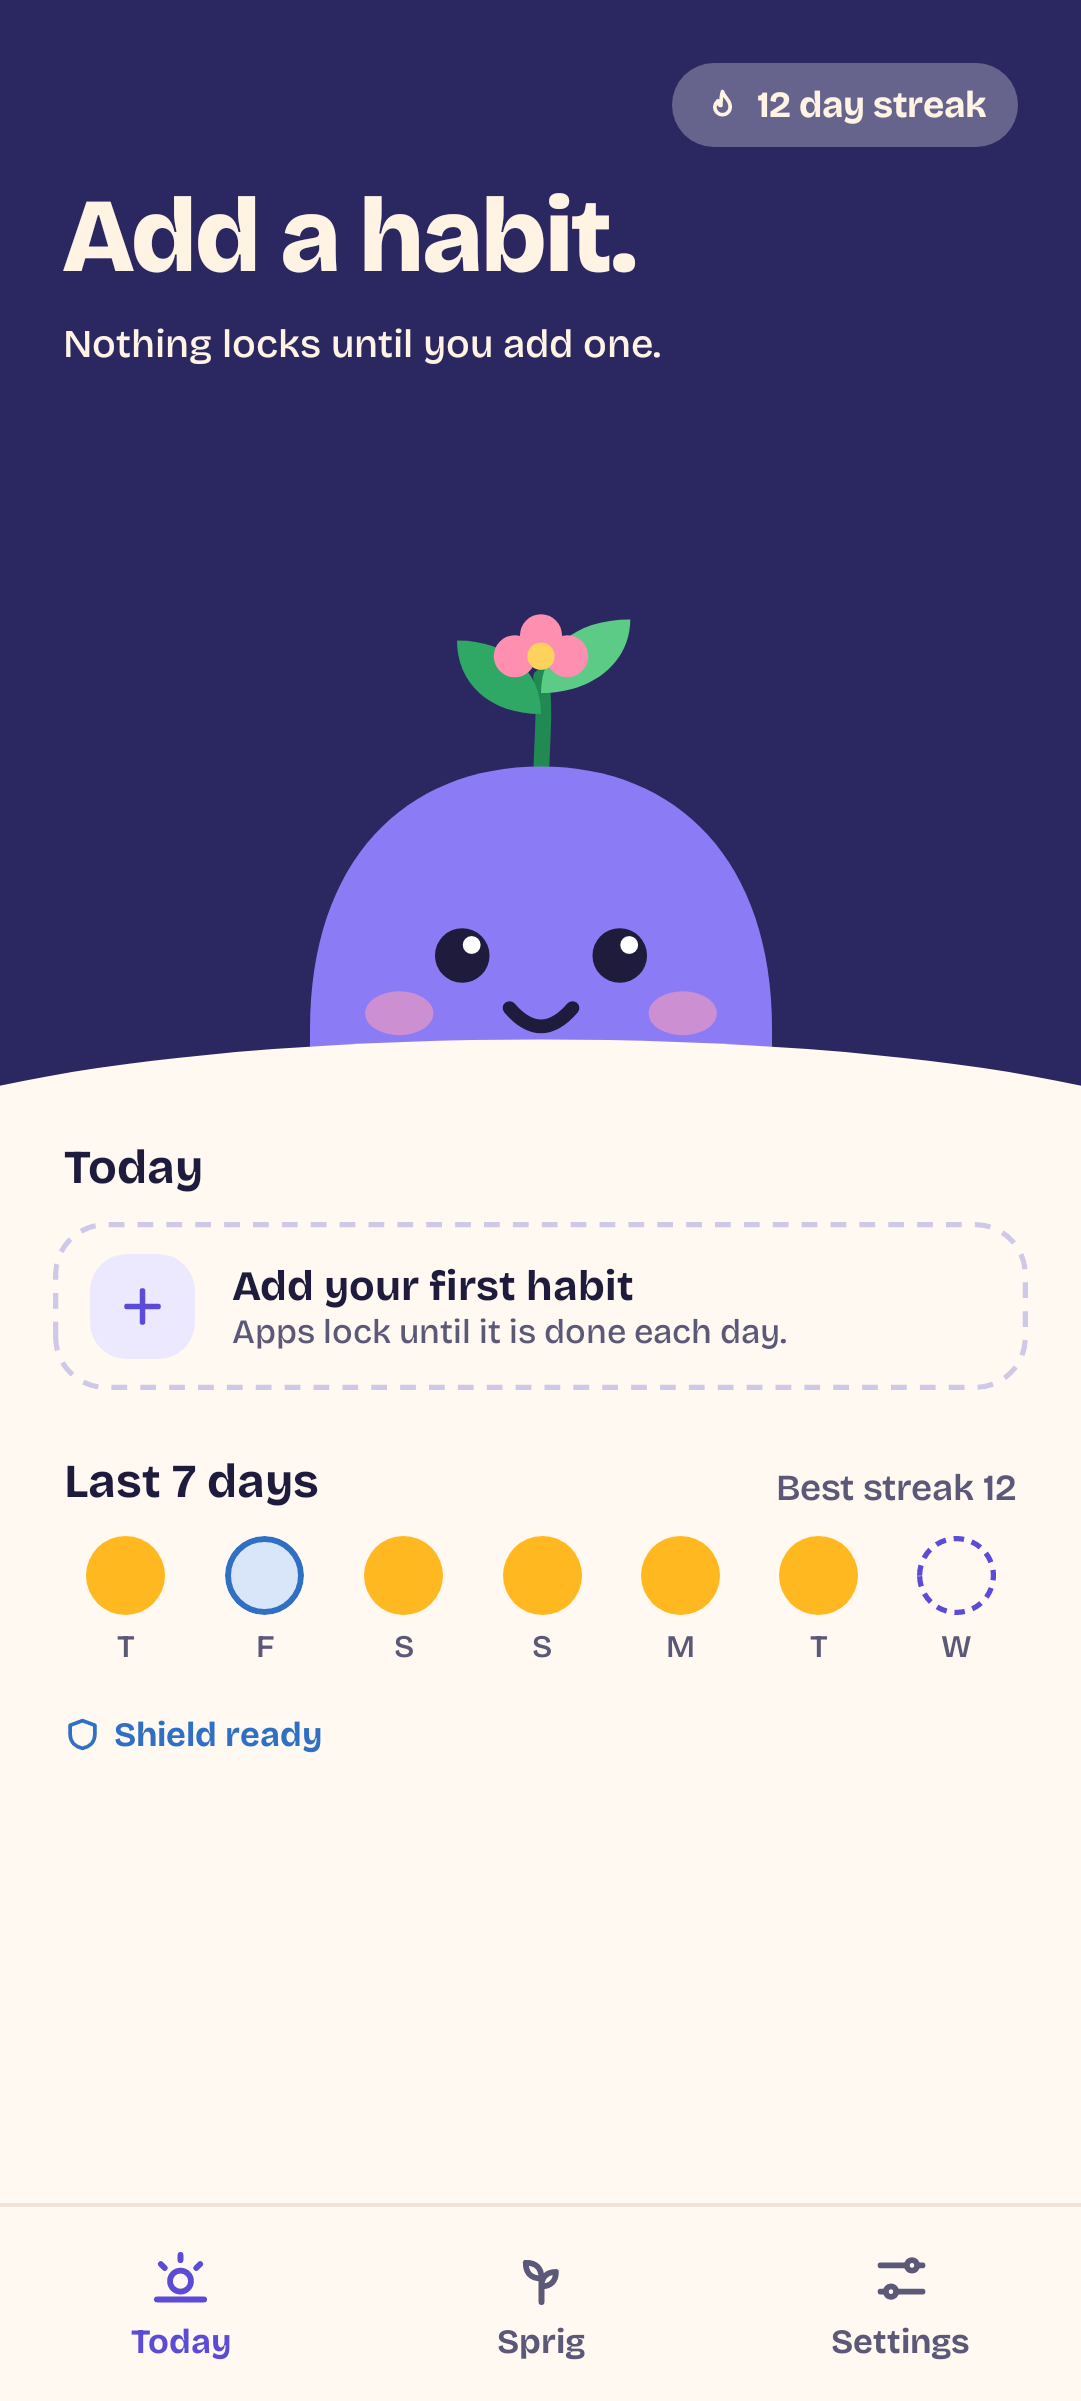 12 day streak
Add a habit.
Nothing locks until you add one.
Today
Add your first habit
Apps lock until it is done each day.
Last 7 days
Best streak 12
T F S S M T W
Shield ready
Today Sprig Settings